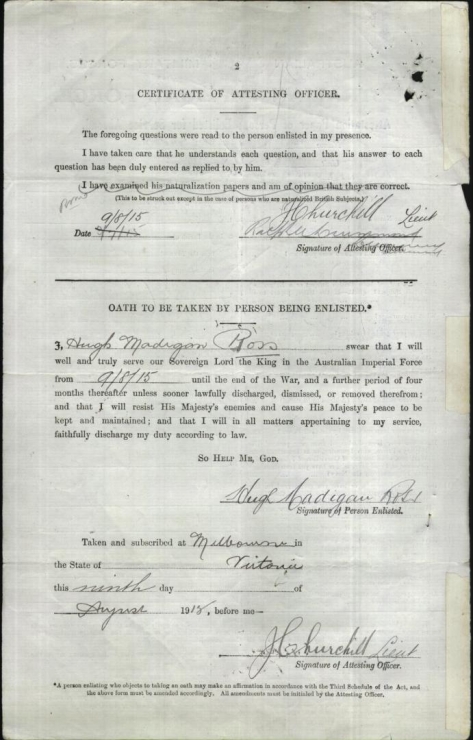 2
CERTIFICATE OF ATTESTING OFFICER.
The foregoing questions were read to the person enlisted in my presence.
I have taken care that he understands each question, and that his answer to each
question has been duly entered as replied to by him.
I have examined his naturalization papers and am of opinion that they are correct.
(This to be struck out except in the case of persons who are naturalized British Subjects.)
9/8/15 J Churchill Lieut
Date
Signature of Attesting Officer.
OATH TO BE TAKEN BY PERSON BEING ENLISTED.*
I, Hugh Madigan Ross swear that I will
well and truly serve our Sovereign Lord the King in the Australian Imperial Force
from 9/8/15 until the end of the War, and a further period of four
months thereafter unless sooner lawfully discharged, dismissed, or removed therefrom;
and that I will resist His Majesty's enemies and cause His Majesty's peace to be
kept and maintained; and that I will in all matters appertaining to my service,
faithfully discharge my duty according to law.
SO HELP ME, GOD.
Hugh Madigan Ross
Signature of Person Enlisted.
Taken and subscribed at Melbourne in
the State of Victoria
this ninth day of
August 1915, before me—
J Churchill Lieut
Signature of Attesting Officer.
*A person enlisting who objects to taking an oath may make an affirmation in accordance with the Third Schedule of the Act, and
the above form must be amended accordingly. All amendments must be initialed by the Attesting Officer.